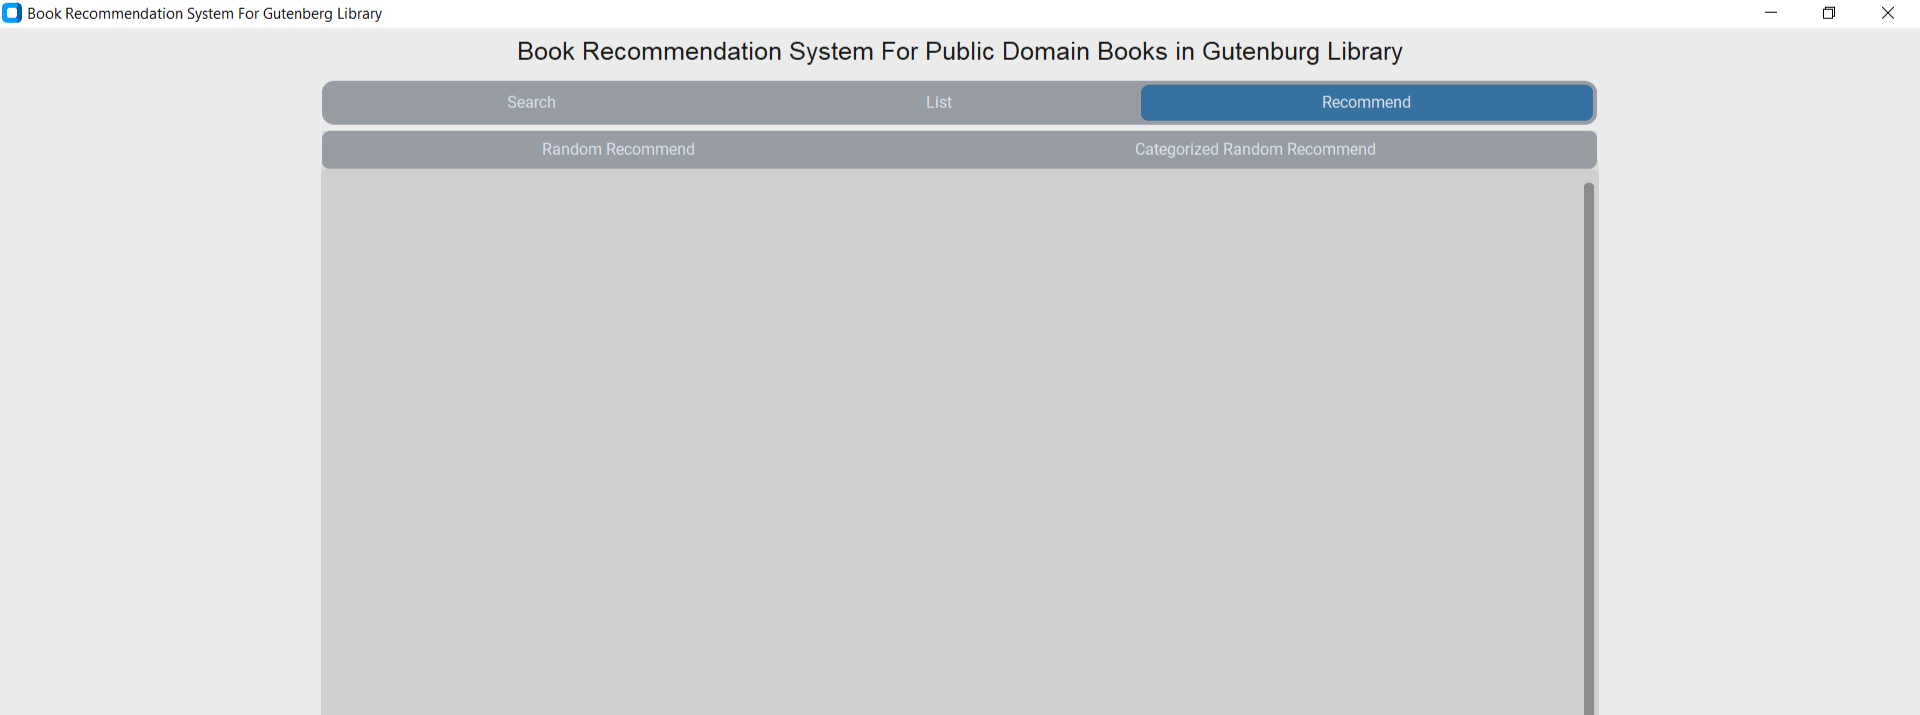 Book Recommendation System For Gutenberg Library
Book Recommendation System For Public Domain Books in Gutenburg Library
Search List Recommend
Random Recommend Categorized Random Recommend